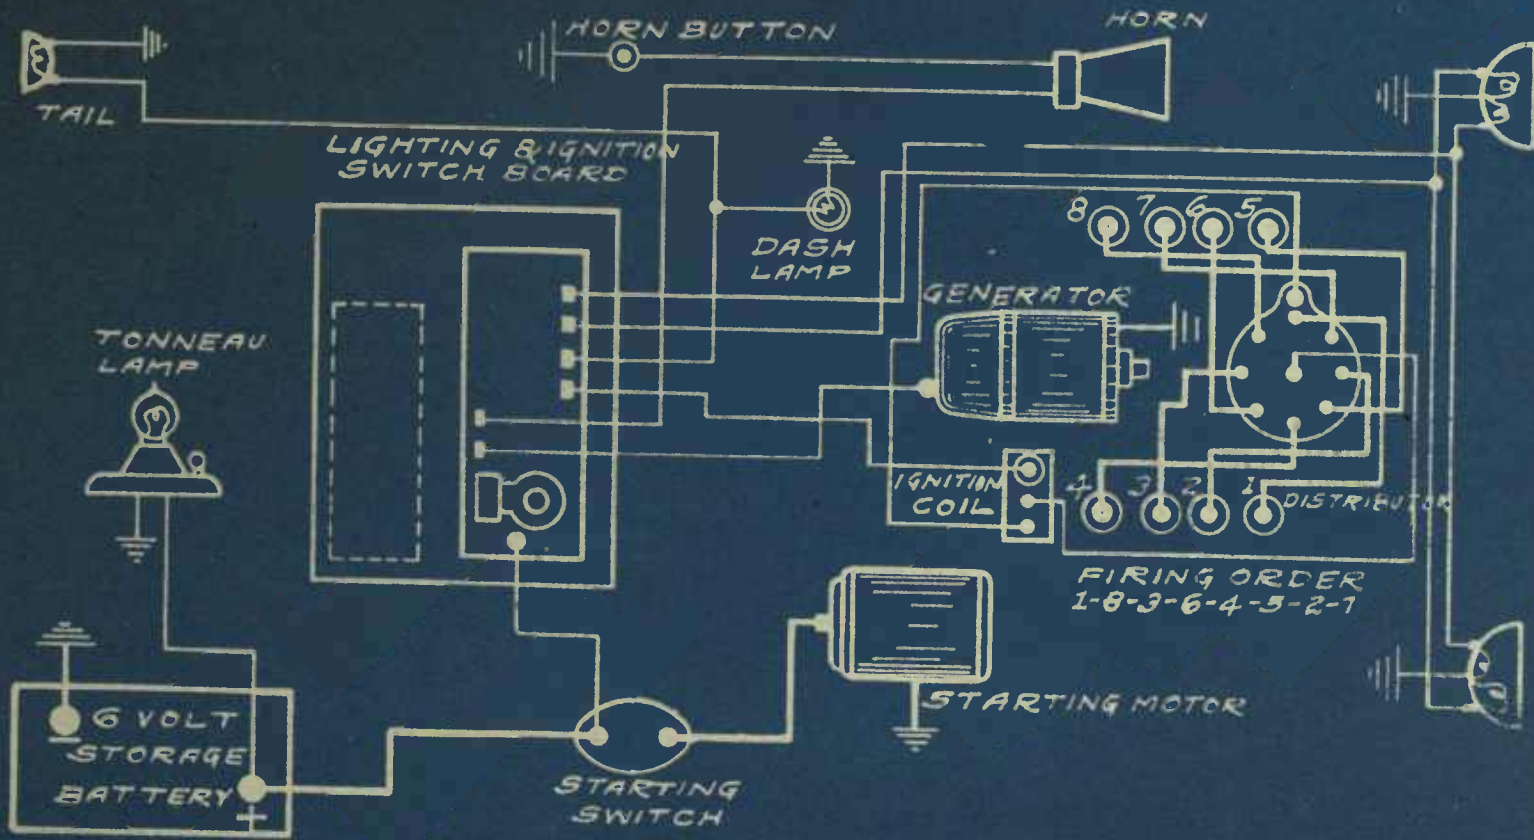 HORN BUTTON
HORN
TAIL
LIGHTING & IGNITION
SWITCH BOARD
DASH
LAMP
8 7 6 5
GENERATOR
TONNEAU
LAMP
IGNITION
COIL
4 3 2 1
DISTRIBUTOR
FIRING ORDER
1-8-3-6-4-5-2-7
STARTING MOTOR
6 VOLT
-
STORAGE
BATTERY
+
STARTING
SWITCH